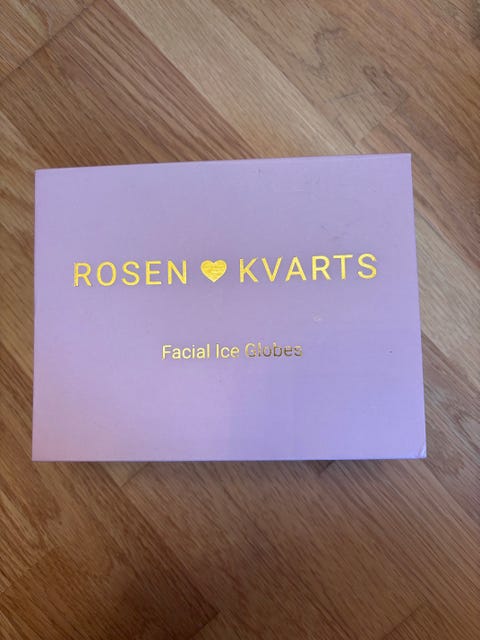 ROSEN 💛 KVARTS
Facial Ice Globes